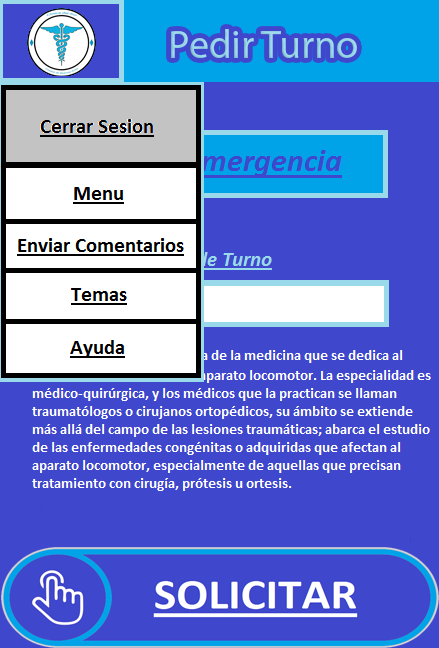 Pedir Turno
Cerrar Sesion
Menu
Enviar Comentarios
Temas
Ayuda
mergencia
de Turno
a de la medicina que se dedica al
aparato locomotor. La especialidad es
médico-quirúrgica, y los médicos que la practican se llaman
traumatólogos o cirujanos ortopédicos, su ámbito se extiende
más allá del campo de las lesiones traumáticas; abarca el estudio
de las enfermedades congénitas o adquiridas que afectan al
aparato locomotor, especialmente de aquellas que precisan
tratamiento con cirugía, prótesis u ortesis.
SOLICITAR